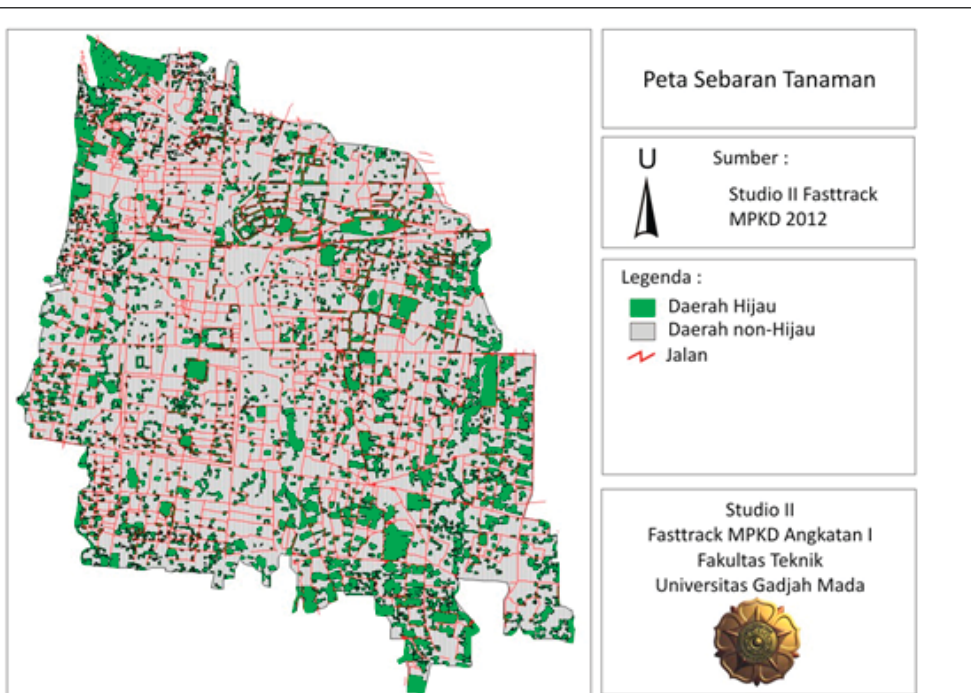 Peta Sebaran Tanaman
U
Sumber :
Studio II Fasttrack
MPKD 2012
Legenda :
Daerah Hijau
Daerah non-Hijau
Jalan
Studio II
Fasttrack MPKD Angkatan I
Fakultas Teknik
Universitas Gadjah Mada